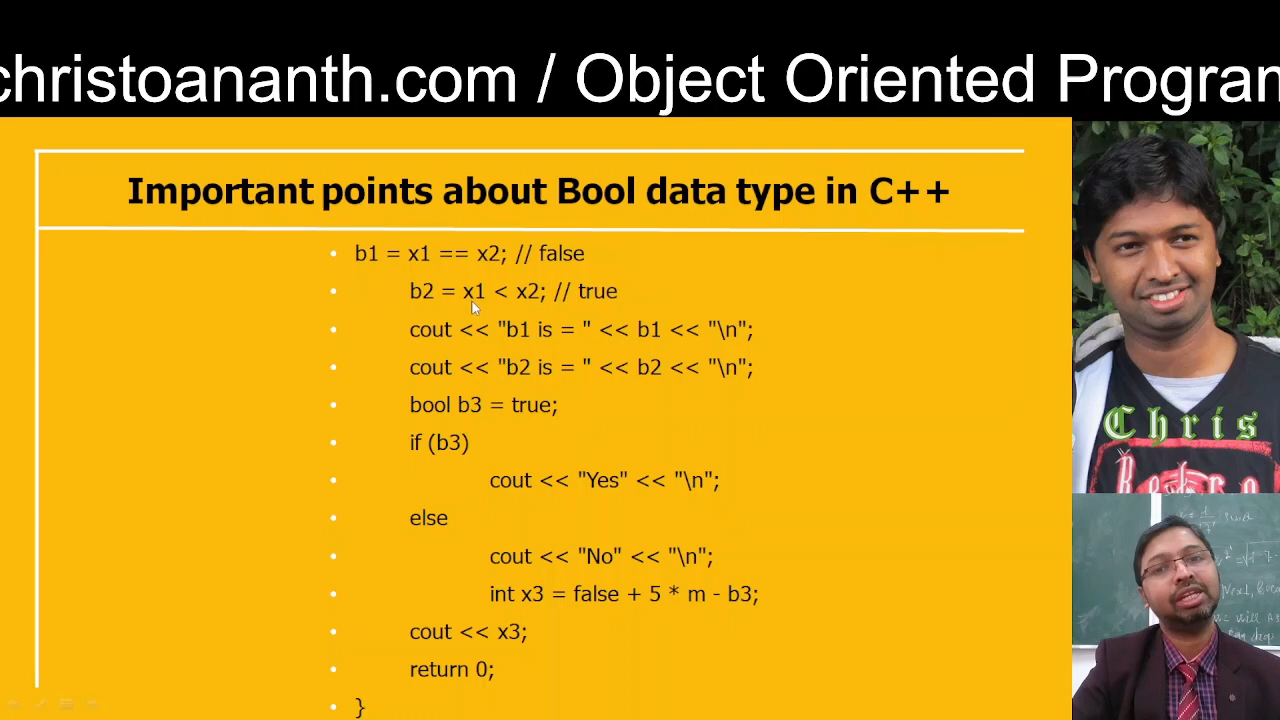 christoananth.com / Object Oriented Program
Important points about Bool data type in C++
• b1 = x1 == x2; // false
• b2 = x1 < x2; // true
• cout << "b1 is = " << b1 << "\n";
• cout << "b2 is = " << b2 << "\n";
• bool b3 = true;
• if (b3)
• cout << "Yes" << "\n";
• else
• cout << "No" << "\n";
• int x3 = false + 5 * m - b3;
• cout << x3;
• return 0;
• }
Chris